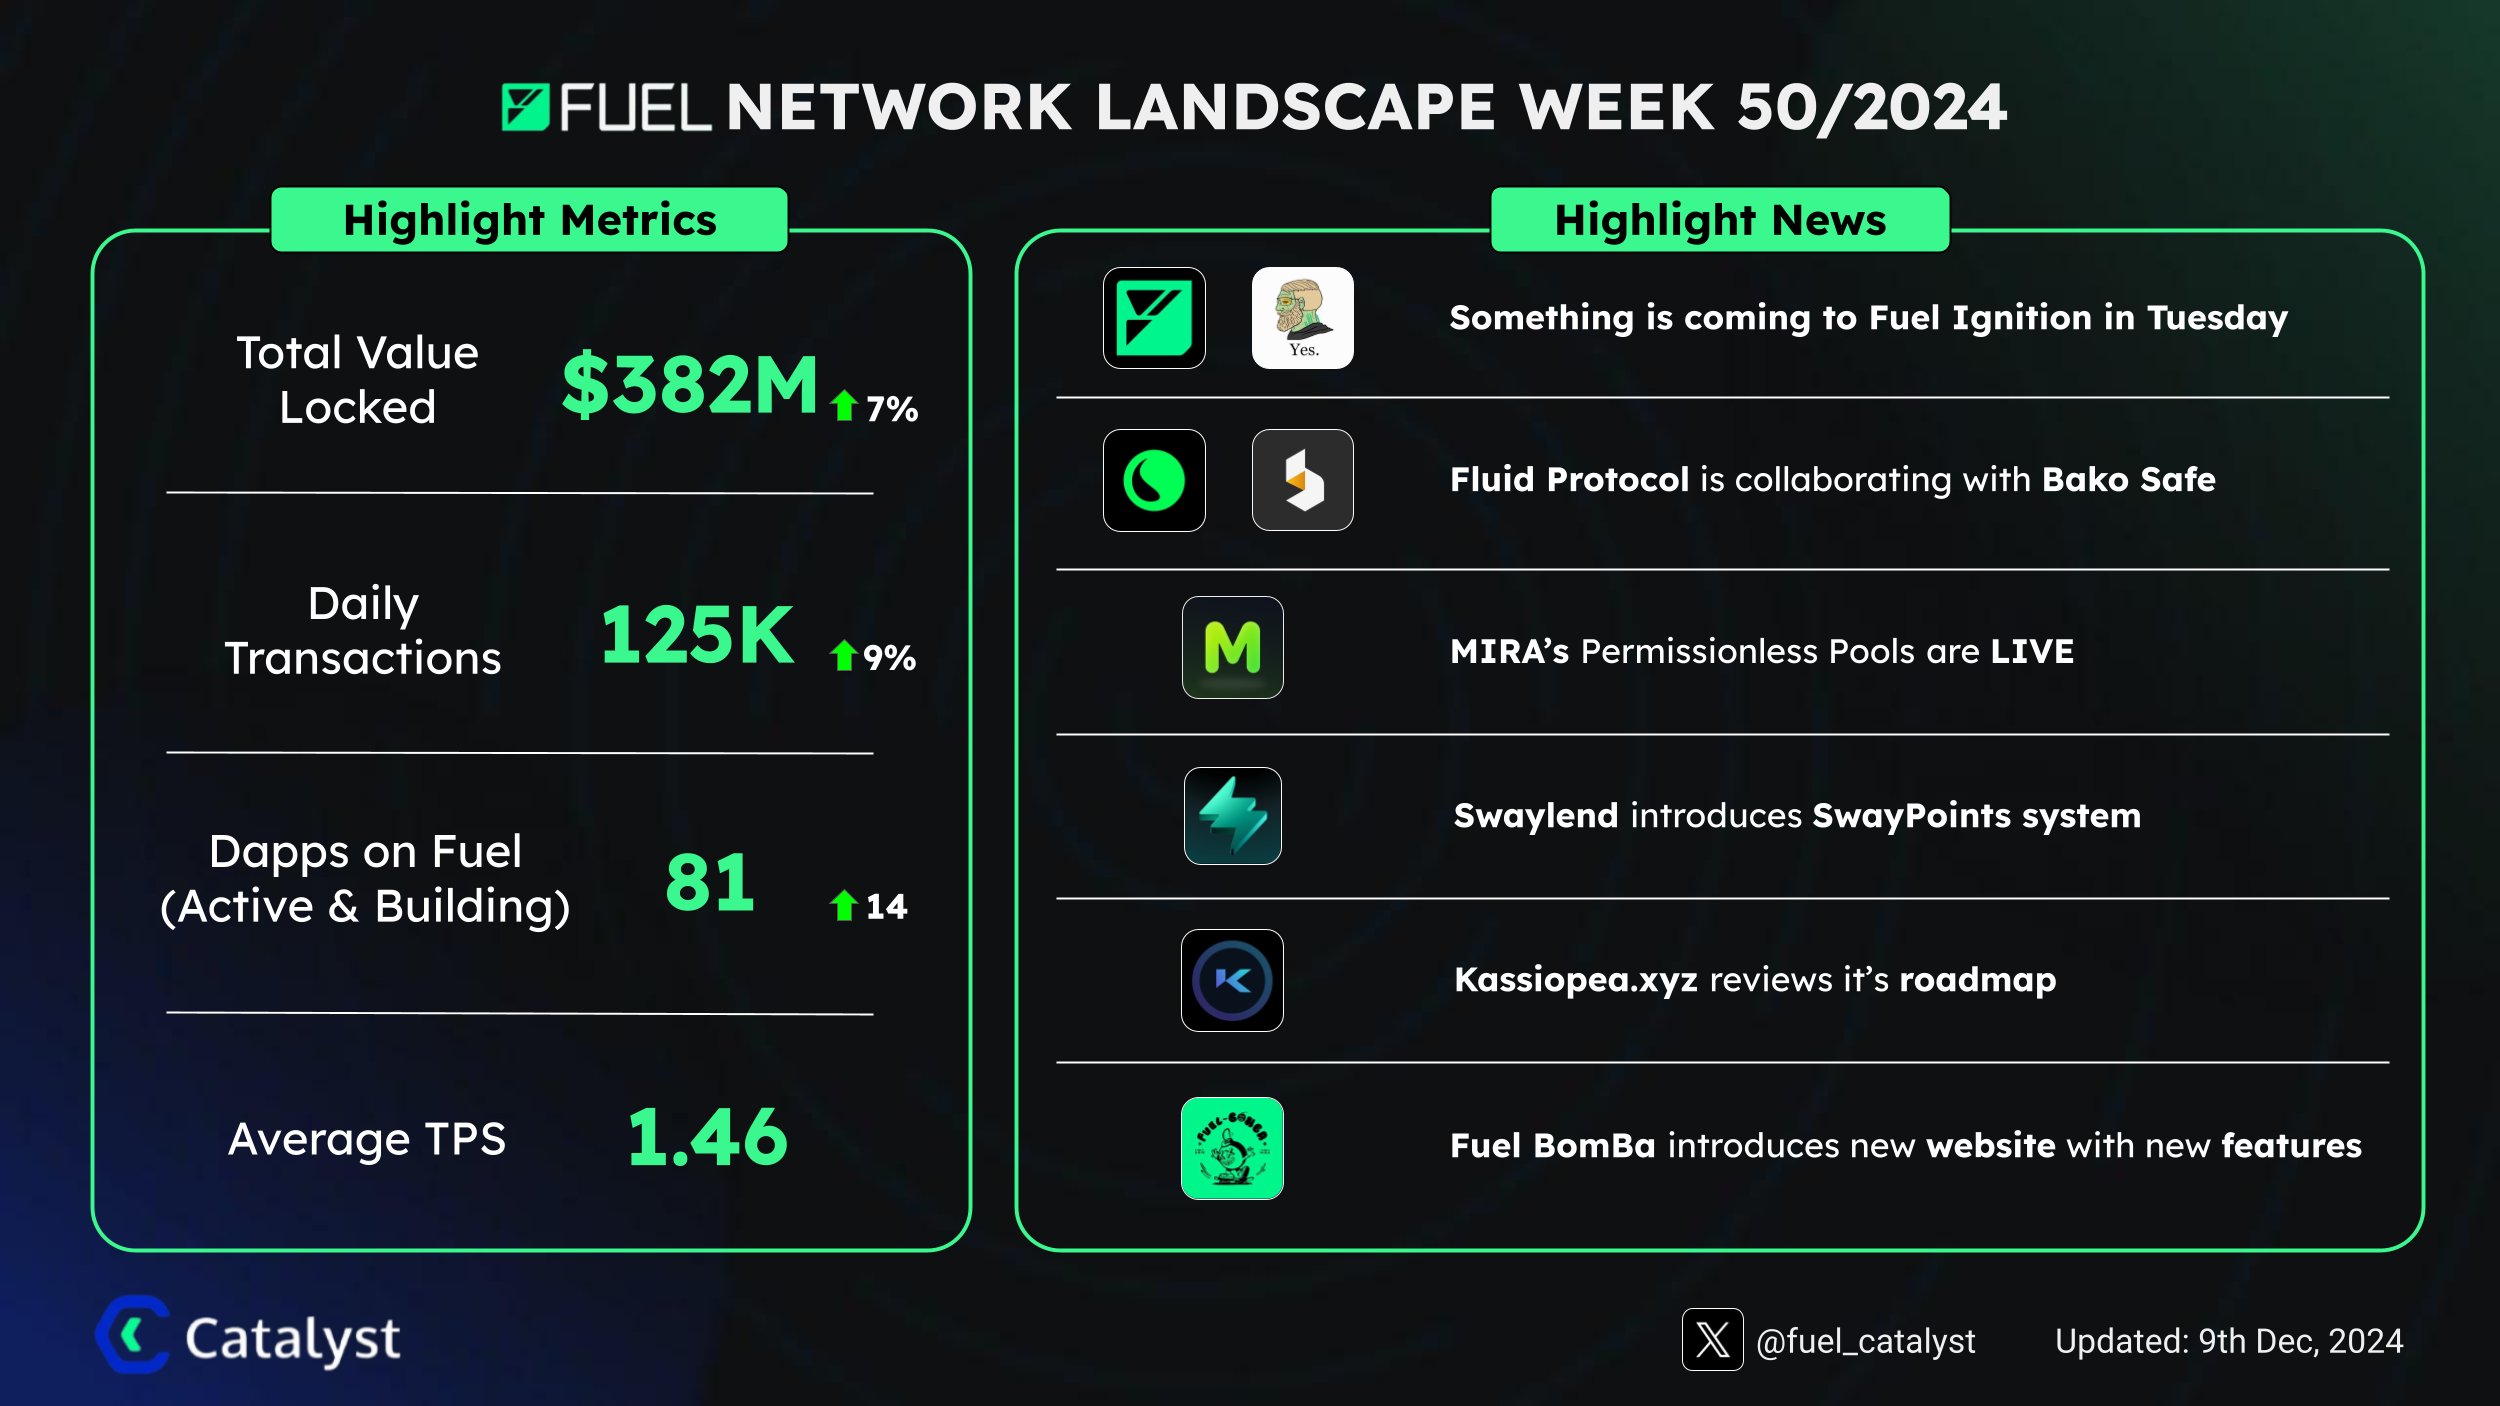 FUEL NETWORK LANDSCAPE WEEK 50/2024
Highlight Metrics
Total Value
Locked
$382M
7%
Daily
Transactions
125K
9%
Dapps on Fuel
(Active & Building)
81
14
Average TPS
1.46
Highlight News
Yes.
Something is coming to Fuel Ignition in Tuesday
Fluid Protocol is collaborating with Bako Safe
M
MIRA’s Permissionless Pools are LIVE
Swaylend introduces SwayPoints system
K
Kassiopea.xyz reviews it’s roadmap
FUEL-BOMBA
Fuel BomBa introduces new website with new features
Catalyst
@fuel_catalyst
Updated: 9th Dec, 2024